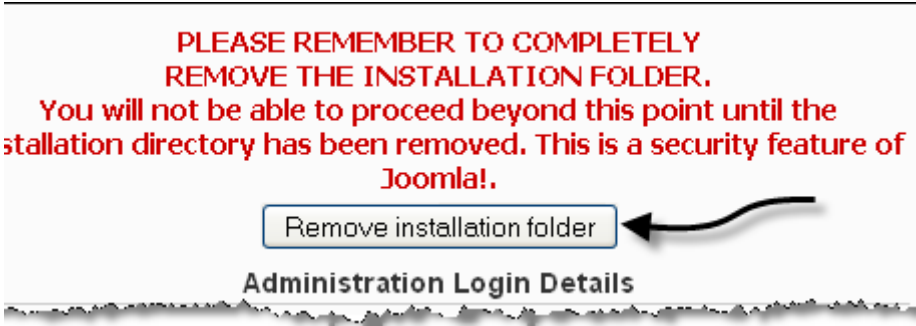 PLEASE REMEMBER TO COMPLETELY
REMOVE THE INSTALLATION FOLDER.
You will not be able to proceed beyond this point until the
stallation directory has been removed. This is a security feature of
Joomla!.
Remove installation folder
Administration Login Details